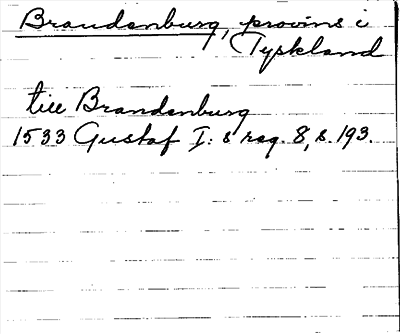 Brandenburg, provins i
Tyskland
till Brandenburg
1533 Gustaf I:s reg. 8, s. 193.